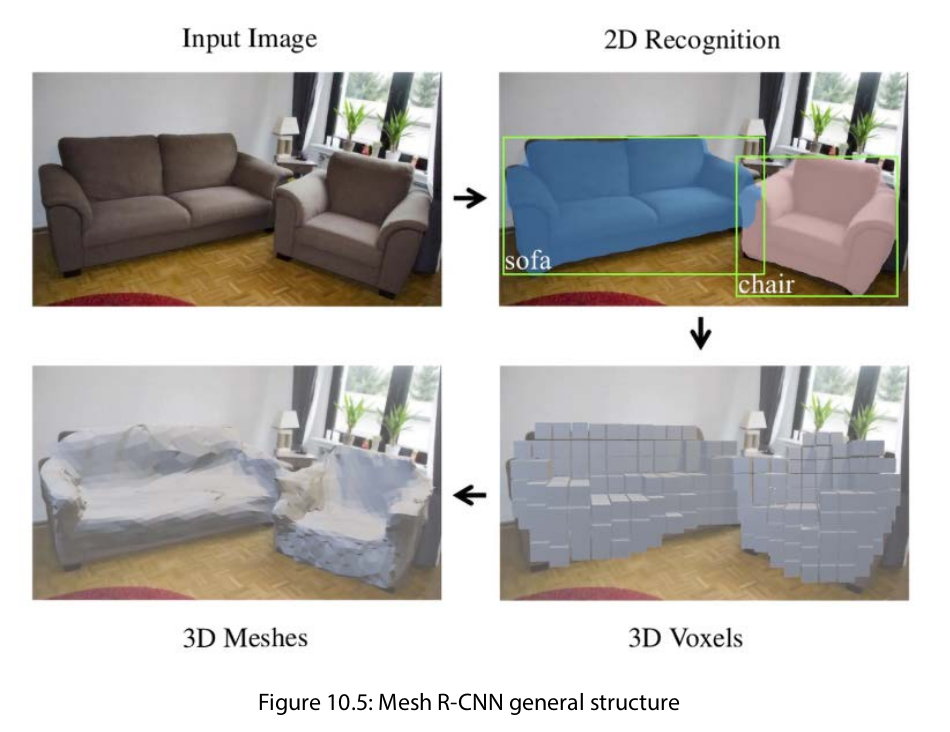 Input Image
2D Recognition
sofa
chair
3D Meshes
3D Voxels
Figure 10.5: Mesh R-CNN general structure